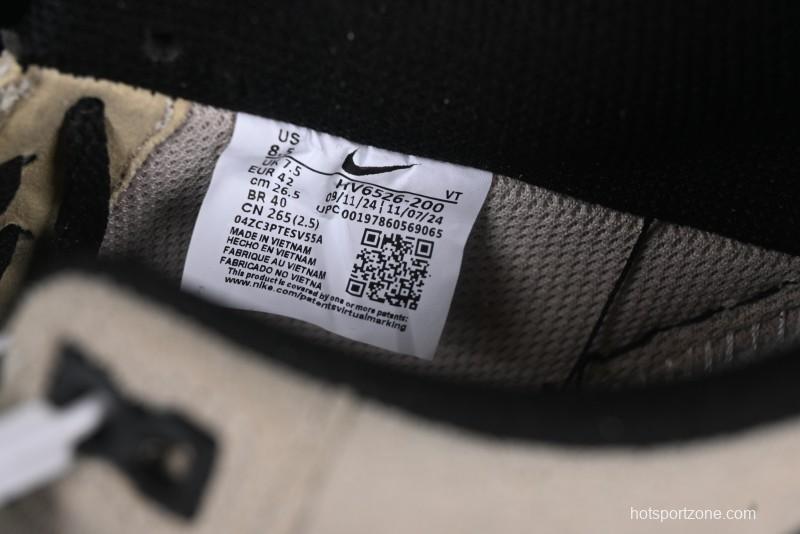 US
8.5
UK 7.5
EUR 42
cm 26.5
BR 40
CN 265(2.5)
04ZC3PTESV55A
MADE IN VIETNAM
HECHO EN VIETNAM
FABRIQUE AU VIETNAM
FABRICADO NO VIETNA
This product is covered by one or more patents:
www.nike.com/patentsvirtualmarking
VT
HV6526-200
09/11/24 | 11/07/24
UPC 00197860569065
hotsportzone.com